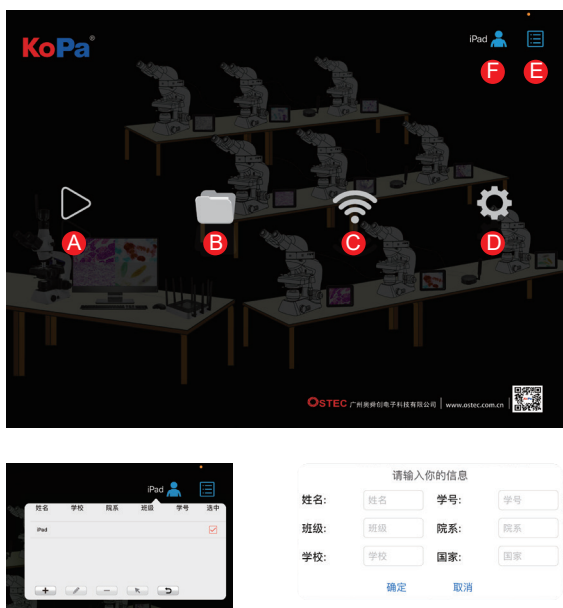 KoPa®
iPad
F
E
A
B
C
D
OSTEC 广州奥舜创电子科技有限公司 | www.ostec.com.cn
iPad
姓名 学校 院系 班级 学号 选中
iPad
请输入你的信息
姓名: 姓名 学号: 学号
班级: 班级 院系: 院系
学校: 学校 国家: 国家
确定 取消